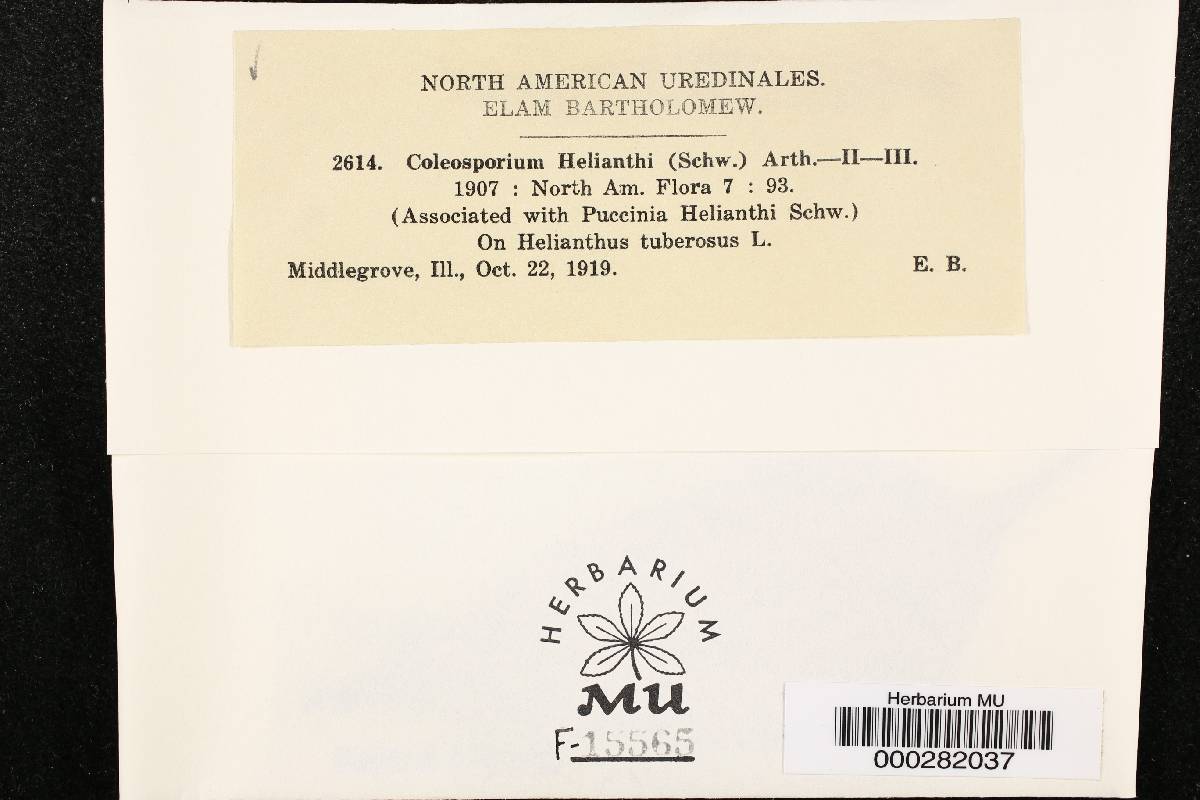 NORTH AMERICAN UREDINALES.
ELAM BARTHOLOMEW.
2614. Coleosporium Helianthi (Schw.) Arth.—II—III.
1907 : North Am. Flora 7 : 93.
(Associated with Puccinia Helianthi Schw.)
On Helianthus tuberosus L.
Middlegrove, Ill., Oct. 22, 1919. E. B.
HERBARIUM
MU
F-15565
Herbarium MU
000282037